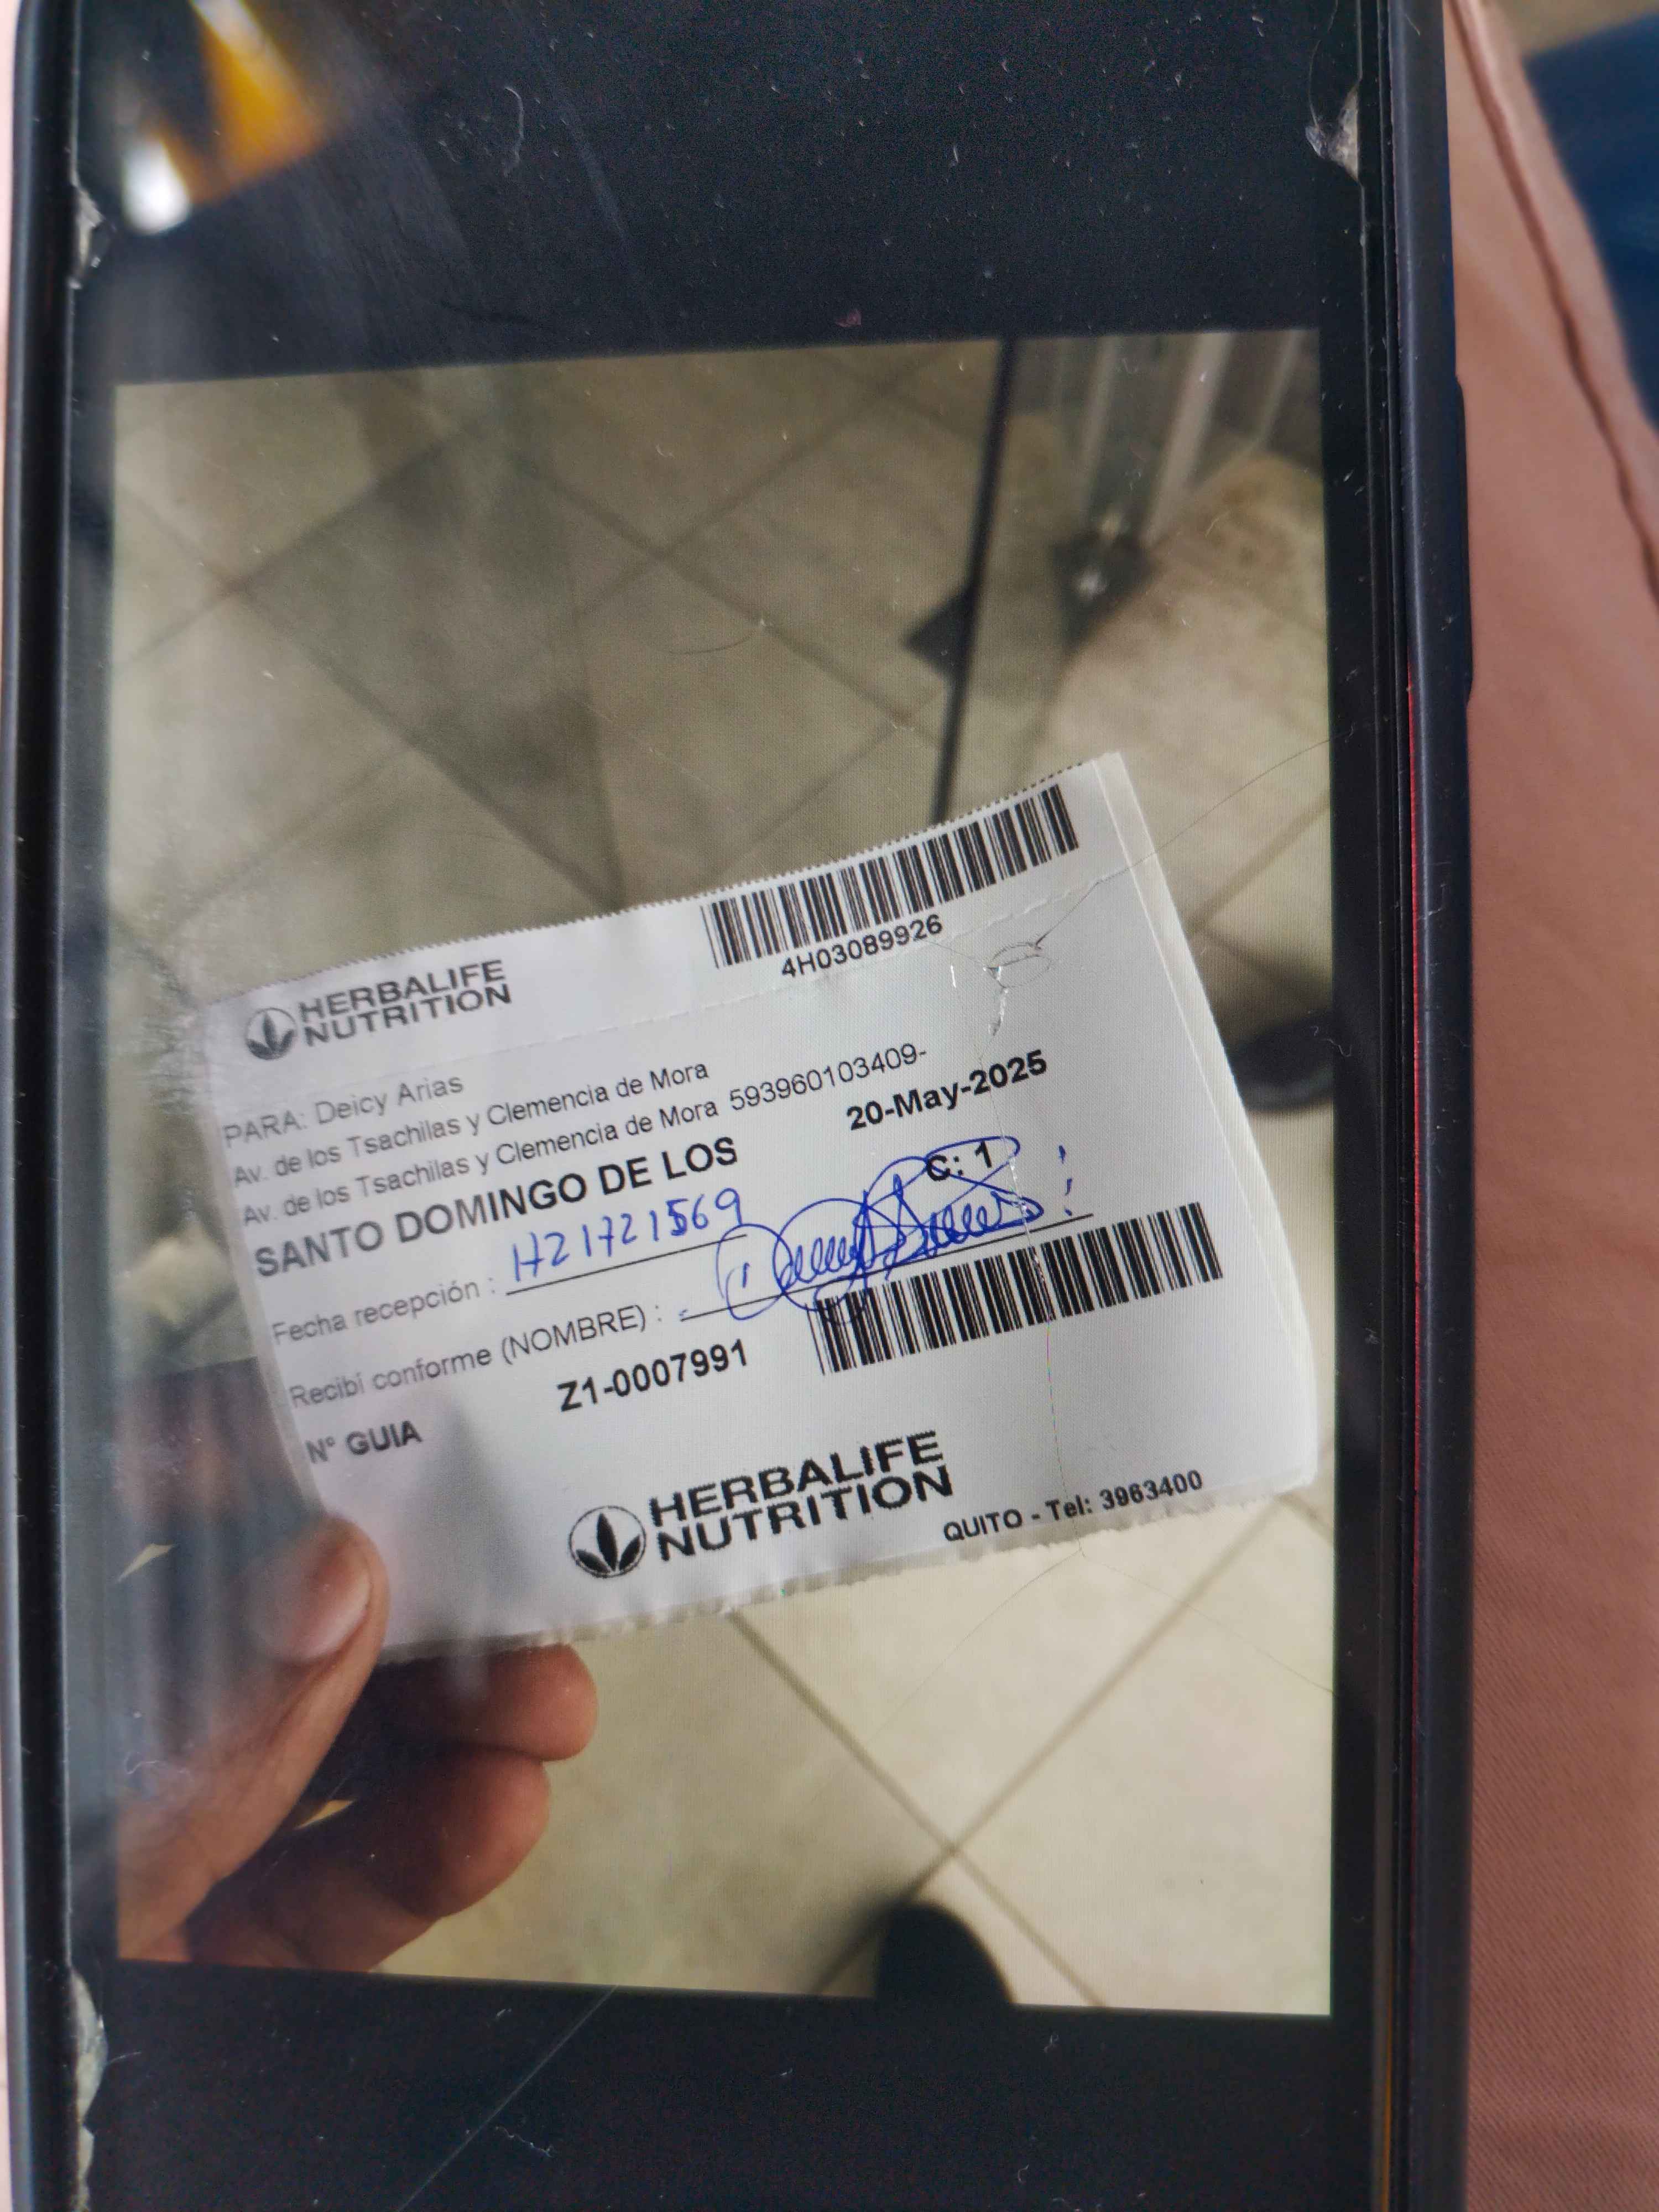 HERBALIFE
NUTRITION
4H03089926
PARA: Deicy Arias
Av. de los Tsachilas y Clemencia de Mora
Av. de los Tsachilas y Clemencia de Mora 593960103409-
SANTO DOMINGO DE LOS
20-May-2025
C: 1
Fecha recepción : 1721721569
Recibí conforme (NOMBRE) :
N° GUIA Z1-0007991
HERBALIFE
NUTRITION
QUITO - Tel: 3963400